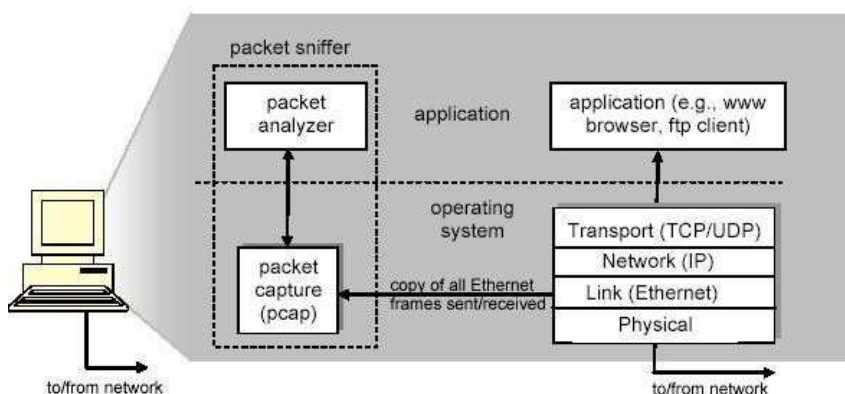 packet sniffer
packet
analyzer
application
application (e.g., www
browser, ftp client)
operating
system
packet
capture
(pcap)
copy of all Ethernet
frames sent/received
Transport (TCP/UDP)
Network (IP)
Link (Ethernet)
Physical
to/from network
to/from network